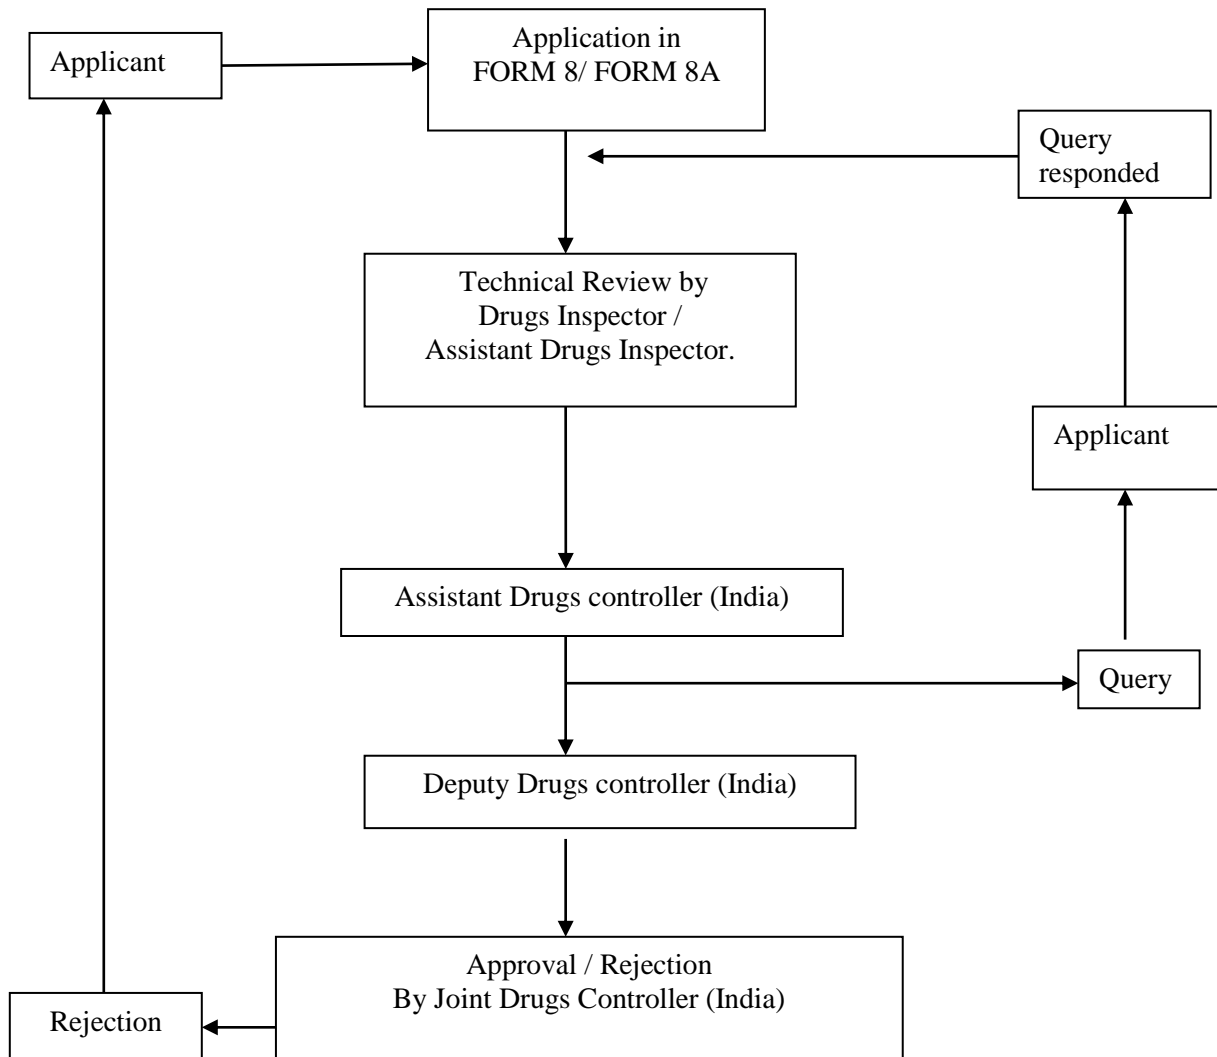 Applicant
Application in
FORM 8/ FORM 8A
Query
responded
Technical Review by
Drugs Inspector /
Assistant Drugs Inspector.
Applicant
Assistant Drugs controller (India)
Query
Deputy Drugs controller (India)
Approval / Rejection
By Joint Drugs Controller (India)
Rejection